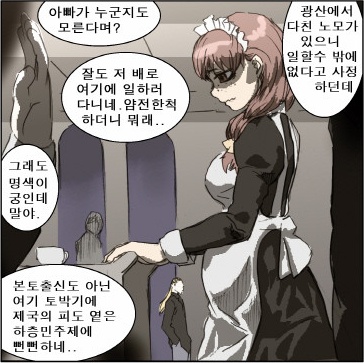 아빠가 누군지도
모른다며?
광산에서
다친 노모가
있으니
일할수 밖에
없다고 사정
하던데
잘도 저 배로
여기에 일하러
다니네.얌전한척
하더니 뭐래..
그래도
명색이
궁인데
말야.
본토출신도 아닌
여기 토박기에
제국의 피도 옅은
하층민주제에
뻔뻔하네..